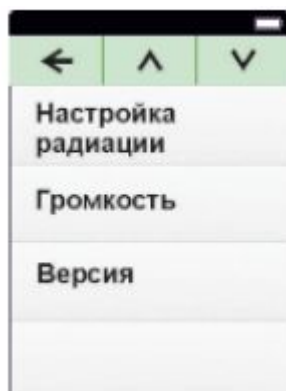 Настройка
радиации
Громкость
Версия